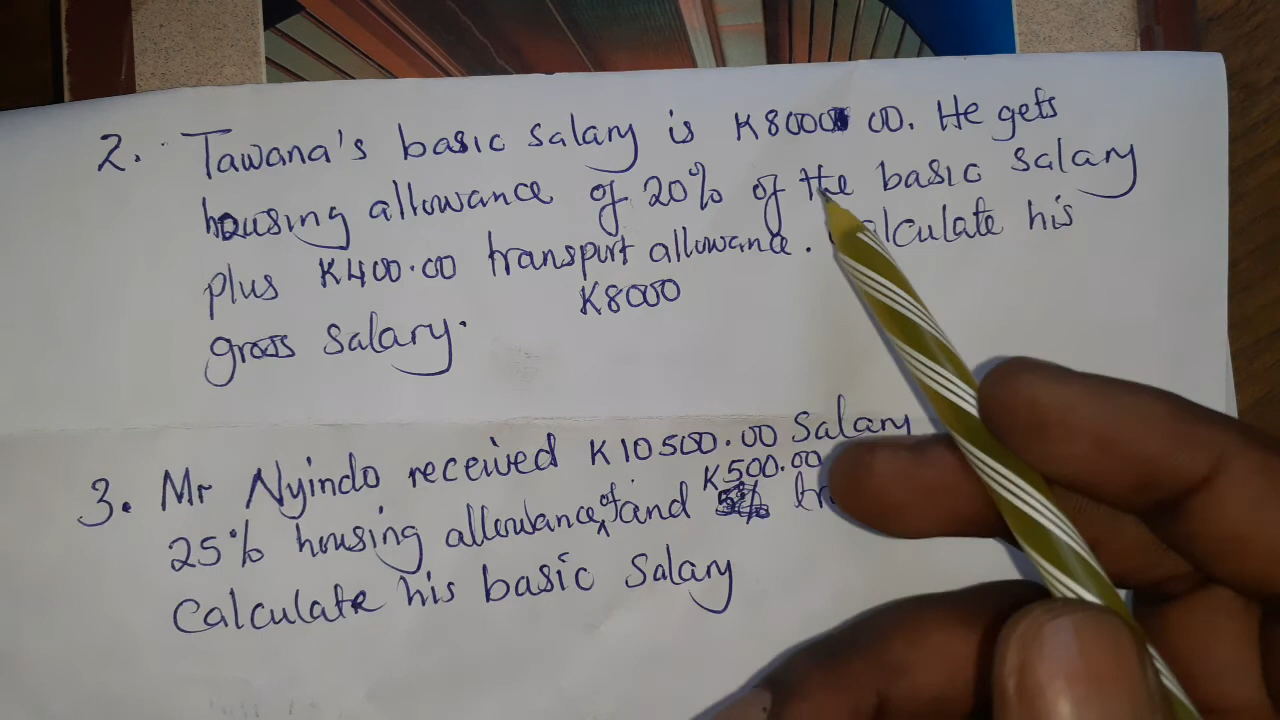 2. Tawana's basic salary is K8000 00. He gets
housing allowance of 20% of the basic salary
plus K400.00 transport allowance. alculate his
gross salary. K8000
3. Mr Nyindo received K10500.00 Salary
25% housing allowance, of and K500.00
Calculate his basic Salary